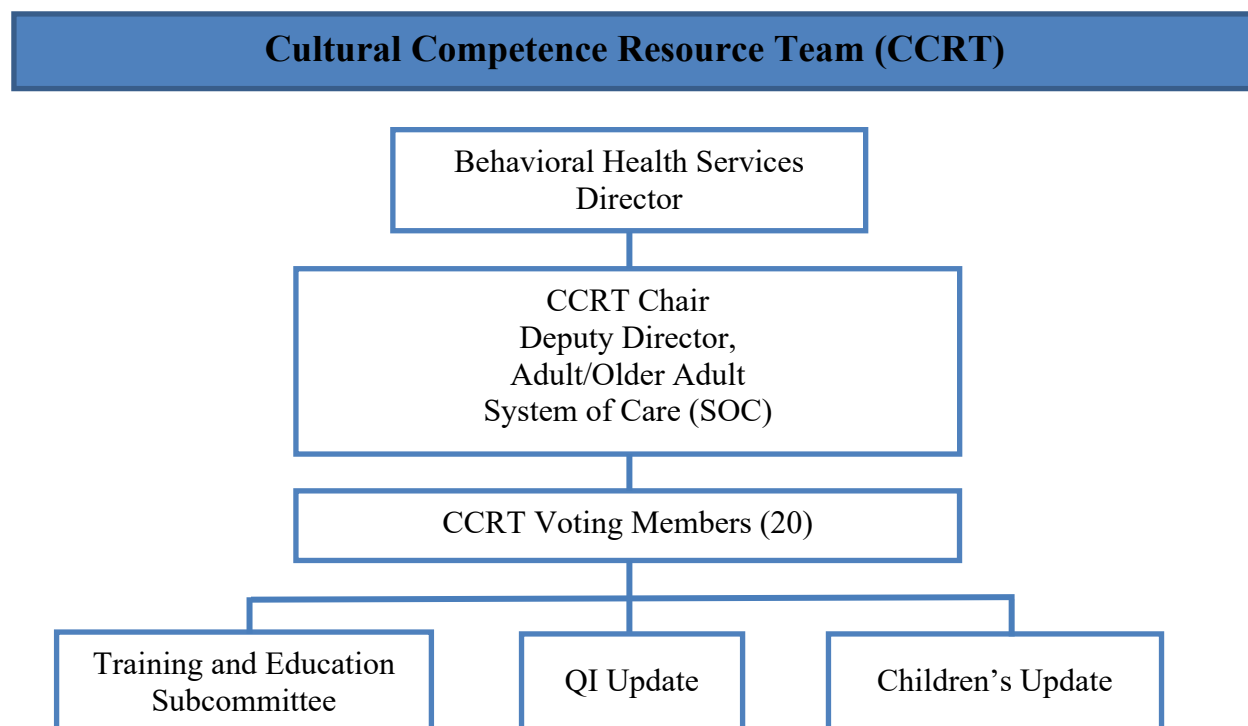 Cultural Competence Resource Team (CCRT)
Behavioral Health Services
Director
CCRT Chair
Deputy Director,
Adult/Older Adult
System of Care (SOC)
CCRT Voting Members (20)
Training and Education
Subcommittee
QI Update
Children’s Update